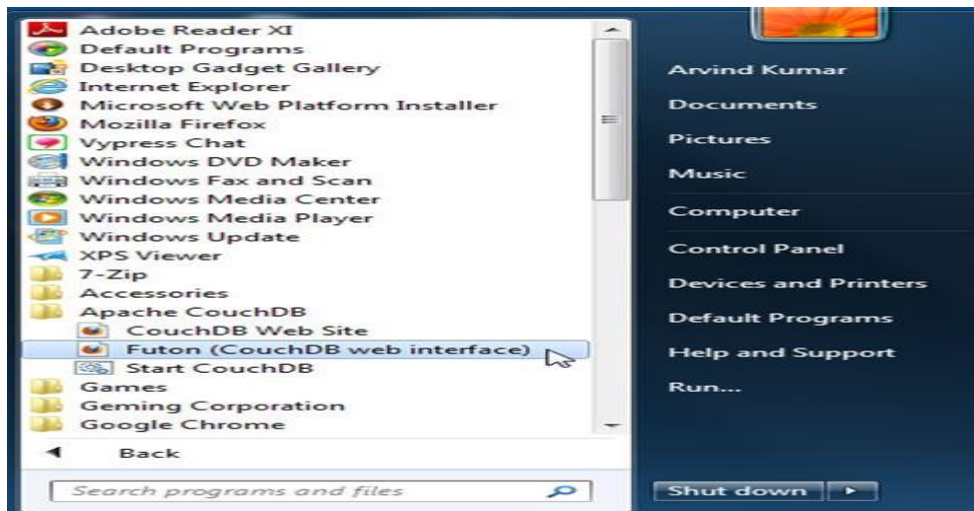 Adobe Reader XI
Default Programs
Desktop Gadget Gallery
Internet Explorer
Microsoft Web Platform Installer
Mozilla Firefox
Vypress Chat
Windows DVD Maker
Windows Fax and Scan
Windows Media Center
Windows Media Player
Windows Update
XPS Viewer
7-Zip
Accessories
Apache CouchDB
CouchDB Web Site
Futon (CouchDB web interface)
Start CouchDB
Games
Geming Corporation
Google Chrome
Back
Search programs and files
Arvind Kumar
Documents
Pictures
Music
Computer
Control Panel
Devices and Printers
Default Programs
Help and Support
Run...
Shut down